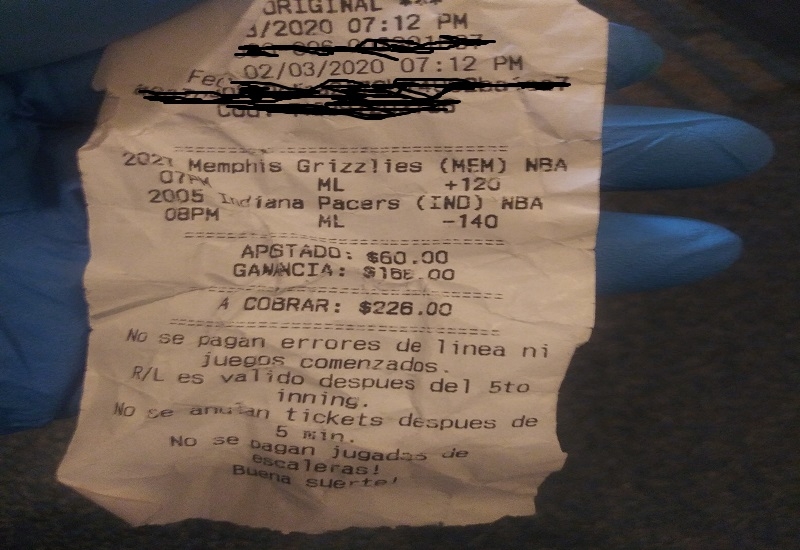 ORIGINAL ***
3/2020 07:12 PM
02/03/2020 07:12 PM
2021 Memphis Grizzlies (MEM) NBA
07PM ML +120
2005 Indiana Pacers (IND) NBA
08PM ML -140
APSTADO: $60.00
GANANCIA: $166.00
A COBRAR: $226.00
No se pagan errores de linea ni
juegos comenzados.
R/L es valido despues del 5to
inning.
No se anulan tickets despues de
5 min.
No se pagan jugadas de
escaleras!
Buena suerte!